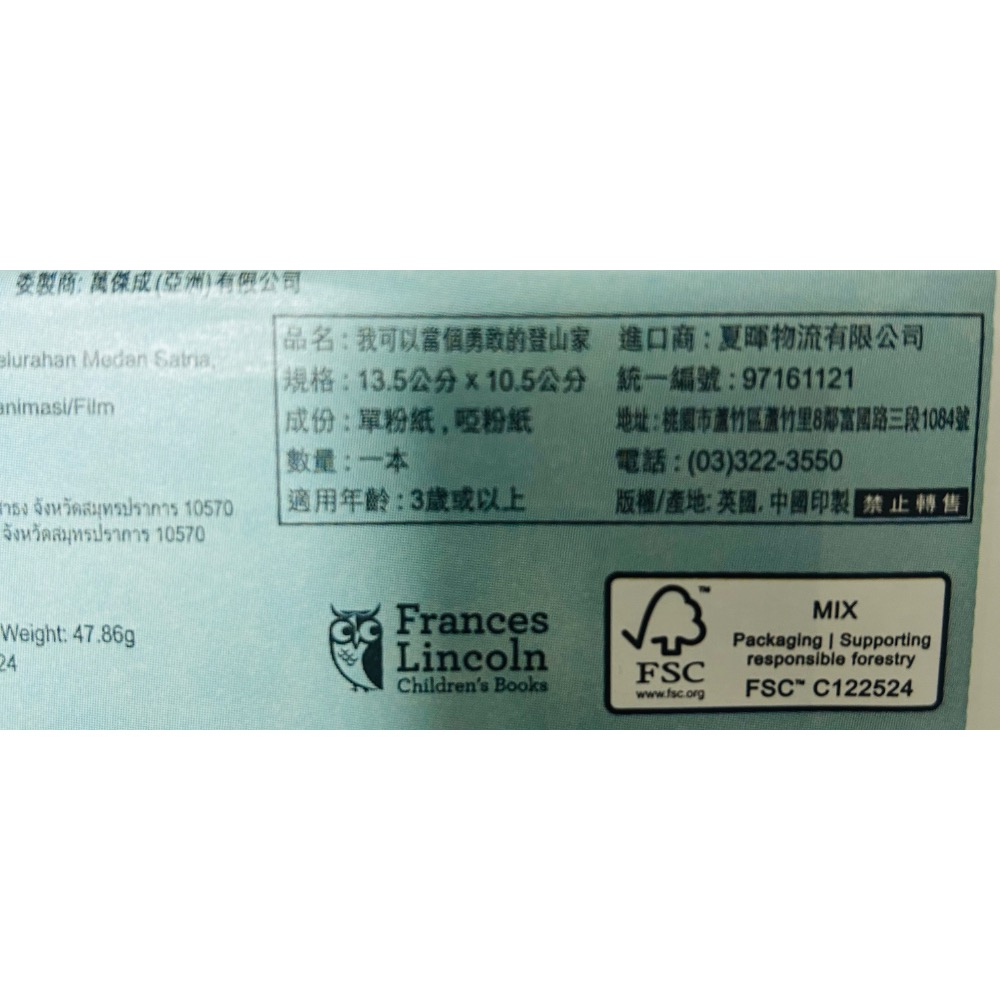 委製商: 萬傑成(亞洲)有限公司
elurahan Medan Satria,
animasi/Film
จังหวัดสมุทรปราการ 10570
จังหวัดสมุทรปราการ 10570
Weight: 47.86g
24
品名 : 我可以當個勇敢的登山家
規格 : 13.5公分 x 10.5公分
成份 : 單粉紙 , 啞粉紙
數量 : 一本
適用年齡 : 3歲或以上
進口商 : 夏暉物流有限公司
統一編號 : 97161121
地址 : 桃園市蘆竹區蘆竹里8鄰富國路三段1084號
電話 : (03)322-3550
版權/產地: 英國, 中國印製 禁止轉售
Frances
Lincoln
Children's Books
FSC
www.fsc.org
MIX
Packaging | Supporting
responsible forestry
FSC™ C122524